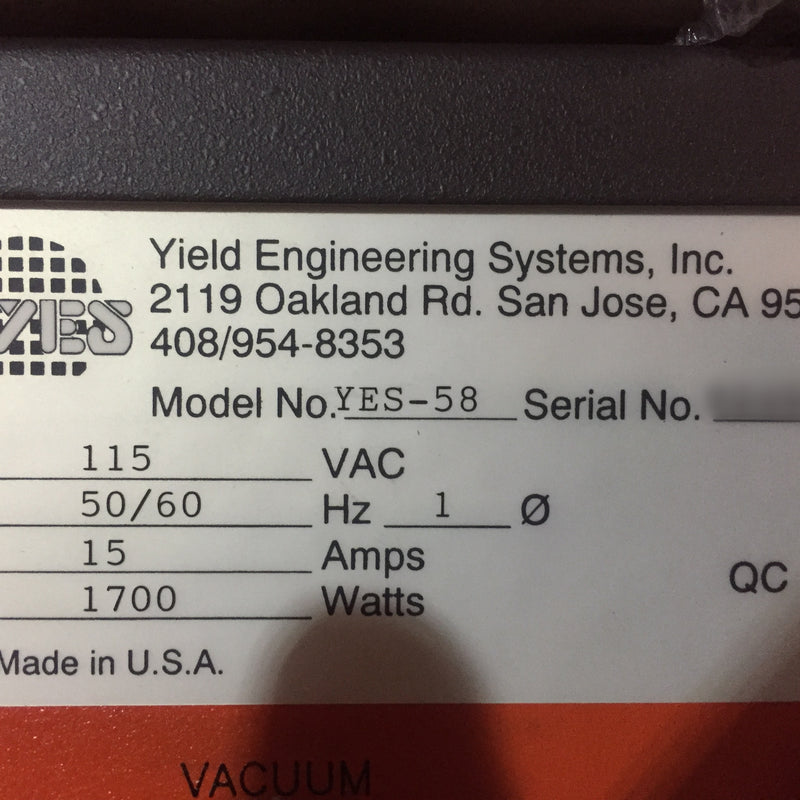 YES
Yield Engineering Systems, Inc.
2119 Oakland Rd. San Jose, CA 95
408/954-8353
Model No. YES-58 Serial No.
115 VAC
50/60 Hz 1 Ø
15 Amps
1700 Watts
QC
Made in U.S.A.
VACUUM